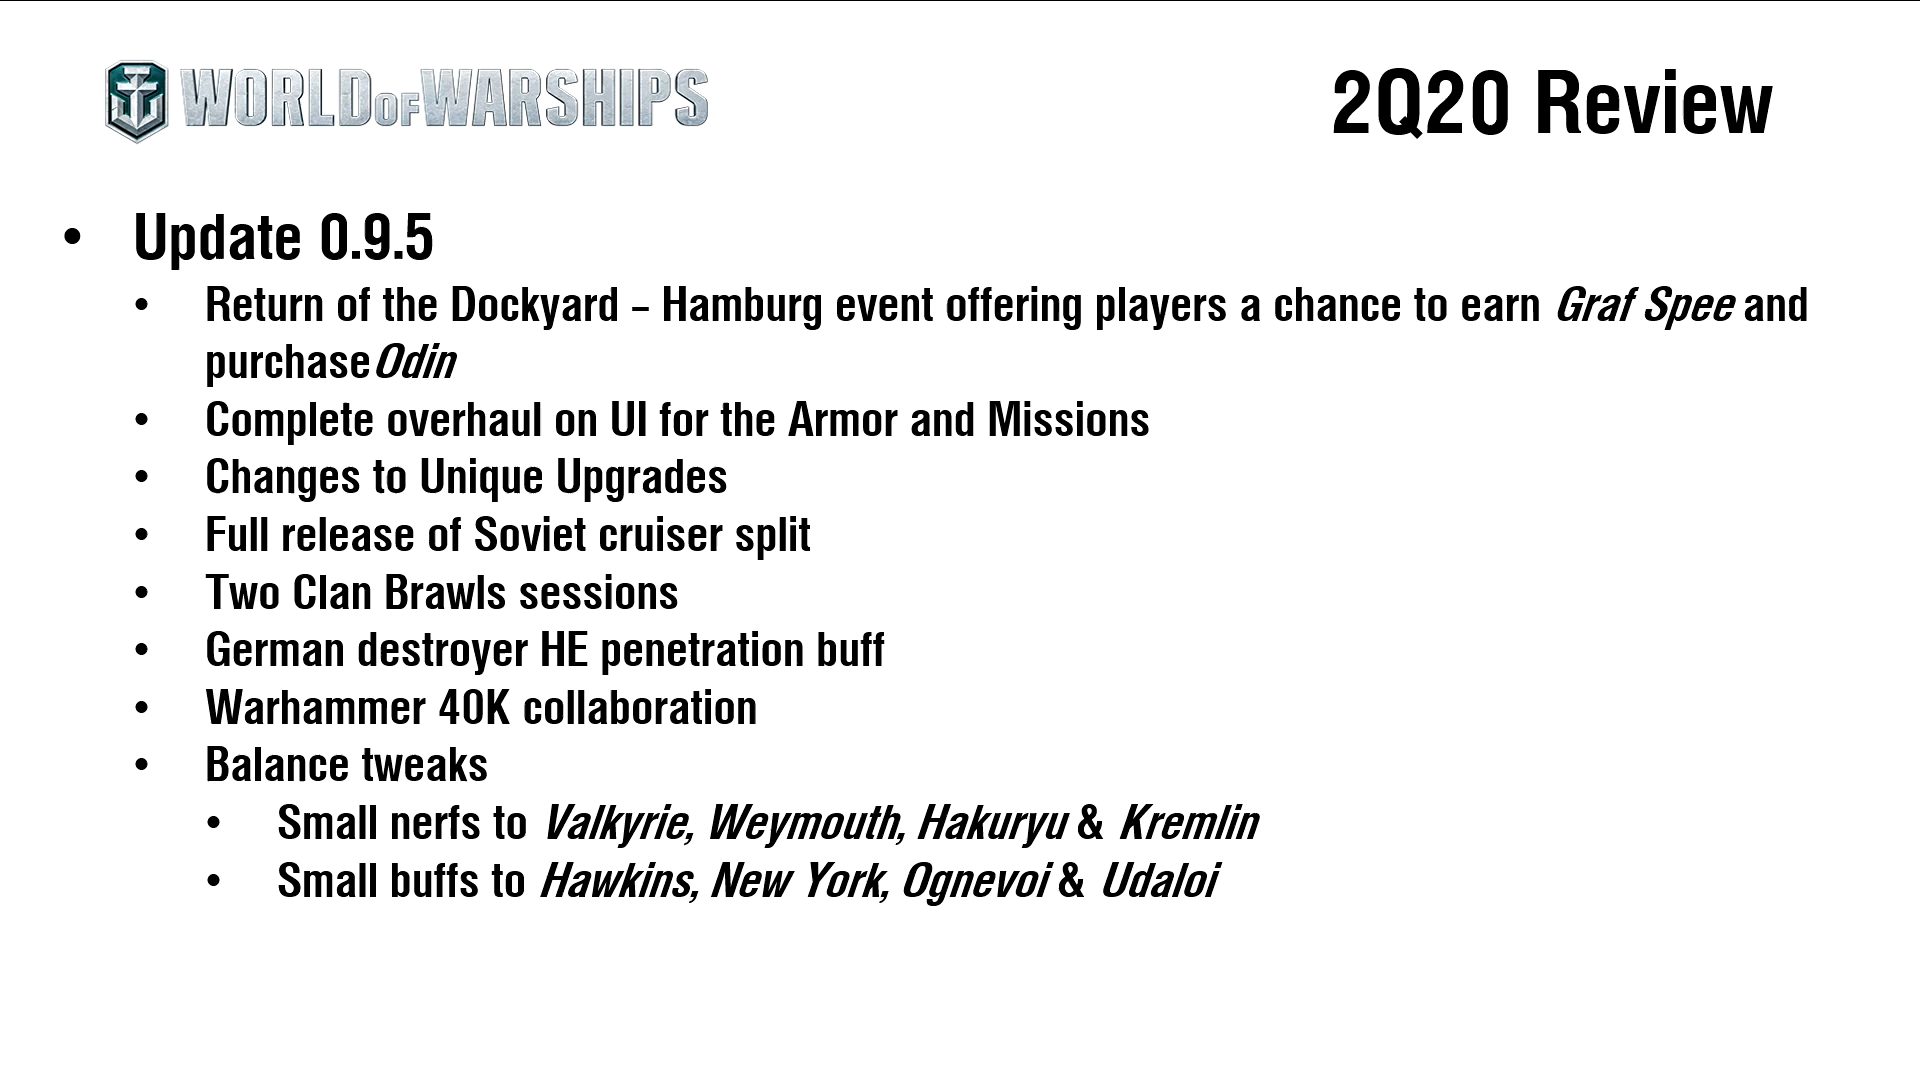 WORLD OF WARSHIPS
2Q20 Review
• Update 0.9.5
• Return of the Dockyard – Hamburg event offering players a chance to earn Graf Spee and
purchase Odin
• Complete overhaul on UI for the Armor and Missions
• Changes to Unique Upgrades
• Full release of Soviet cruiser split
• Two Clan Brawls sessions
• German destroyer HE penetration buff
• Warhammer 40K collaboration
• Balance tweaks
• Small nerfs to Valkyrie, Weymouth, Hakuryu & Kremlin
• Small buffs to Hawkins, New York, Ognevoi & Udaloi